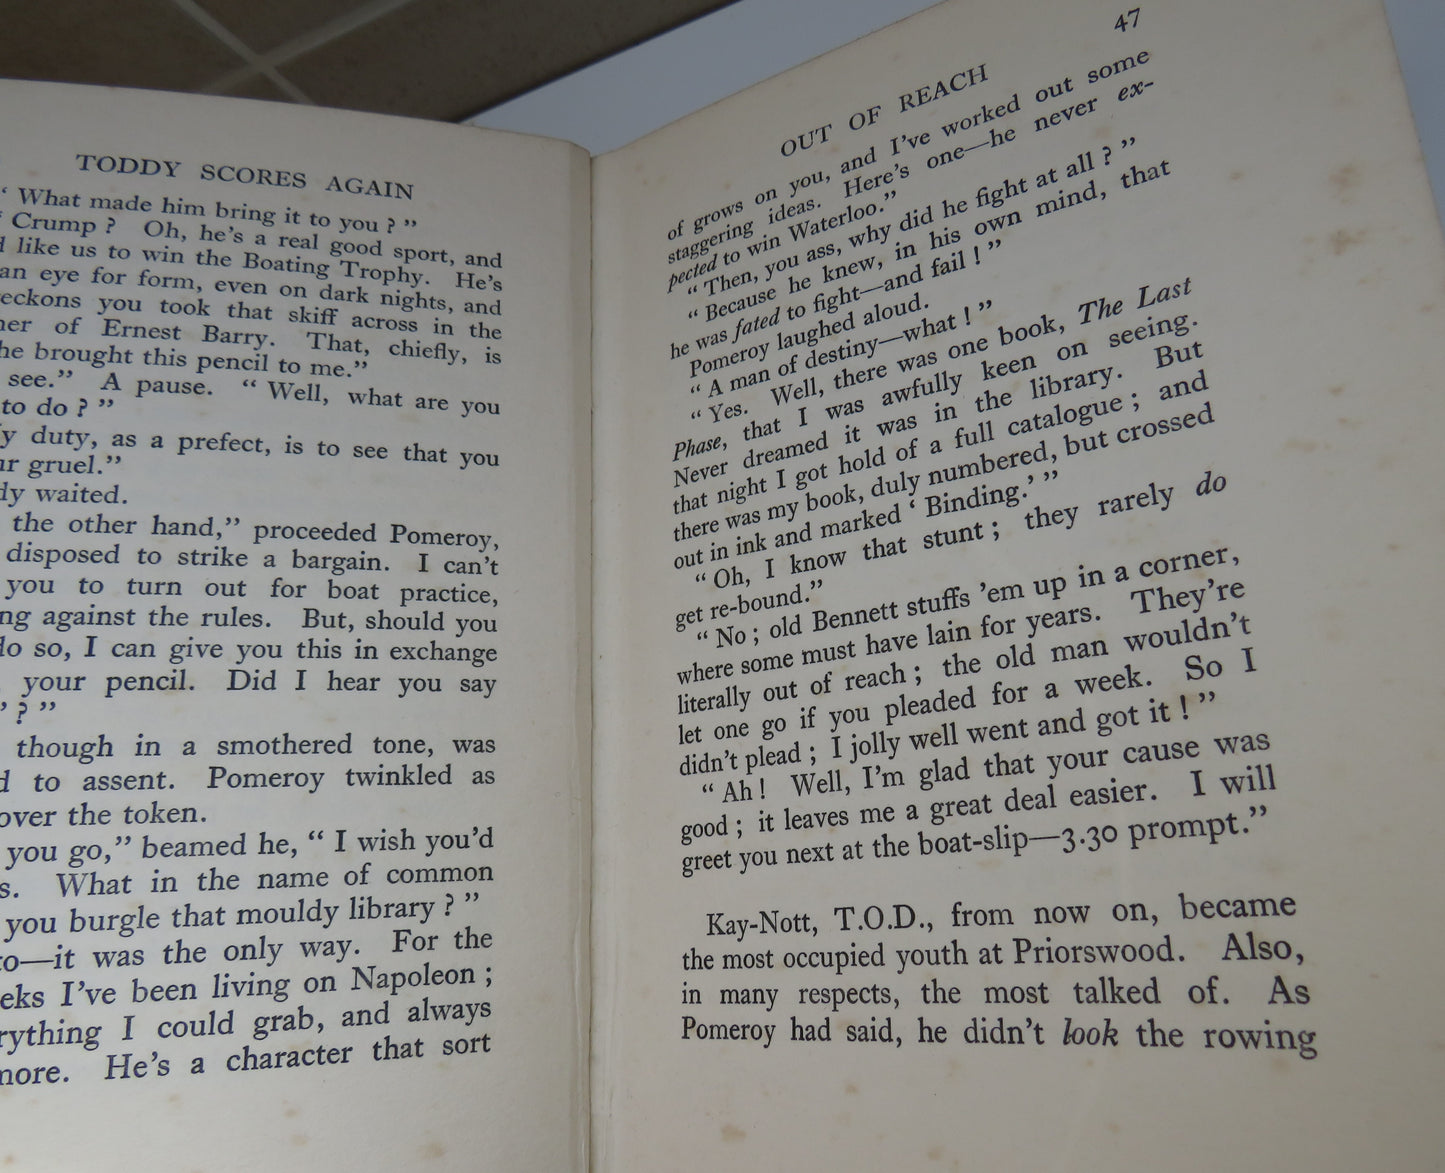 TODDY SCORES AGAIN
“ What made him bring it to you ? ”
“ Crump ? Oh, he’s a real good sport, and
like us to win the Boating Trophy. He’s
an eye for form, even on dark nights, and
reckons you took that skiff across in the
of Ernest Barry. That, chiefly, is
he brought this pencil to me.”
see.” A pause. “ Well, what are you
to do ? ”
duty, as a prefect, is to see that you
gruel.”
waited.
the other hand,” proceeded Pomeroy,
disposed to strike a bargain. I can’t
you to turn out for boat practice,
against the rules. But, should you
do so, I can give you this in exchange
your pencil. Did I hear you say
’ ? ”
though in a smothered tone, was
to assent. Pomeroy twinkled as
over the token.
you go,” beamed he, “ I wish you’d
What in the name of common
you burgle that mouldy library ? ”
to—it was the only way. For the
I’ve been living on Napoleon ;
I could grab, and always
more. He’s a character that sort
47
OUT OF REACH
of grows on you, and I’ve worked out some
staggering ideas. Here’s one—he never ex-
pected to win Waterloo.”
“ Then, you ass, why did he fight at all ? ”
“ Because he knew, in his own mind, that
he was fated to fight—and fail ! ”
Pomeroy laughed aloud.
“ A man of destiny—what ! ”
“ Yes. Well, there was one book, The Last
Phase, that I was awfully keen on seeing.
Never dreamed it was in the library. But
that night I got hold of a full catalogue ; and
there was my book, duly numbered, but crossed
out in ink and marked ‘ Binding.’ ”
“ Oh, I know that stunt ; they rarely do
get re-bound.”
“ No ; old Bennett stuffs ’em up in a corner,
where some must have lain for years. They’re
literally out of reach ; the old man wouldn’t
let one go if you pleaded for a week. So I
didn’t plead ; I jolly well went and got it ! ”
“ Ah ! Well, I’m glad that your cause was
good ; it leaves me a great deal easier. I will
greet you next at the boat-slip—3.30 prompt.”
Kay-Nott, T.O.D., from now on, became
the most occupied youth at Priorswood. Also,
in many respects, the most talked of. As
Pomeroy had said, he didn’t look the rowing